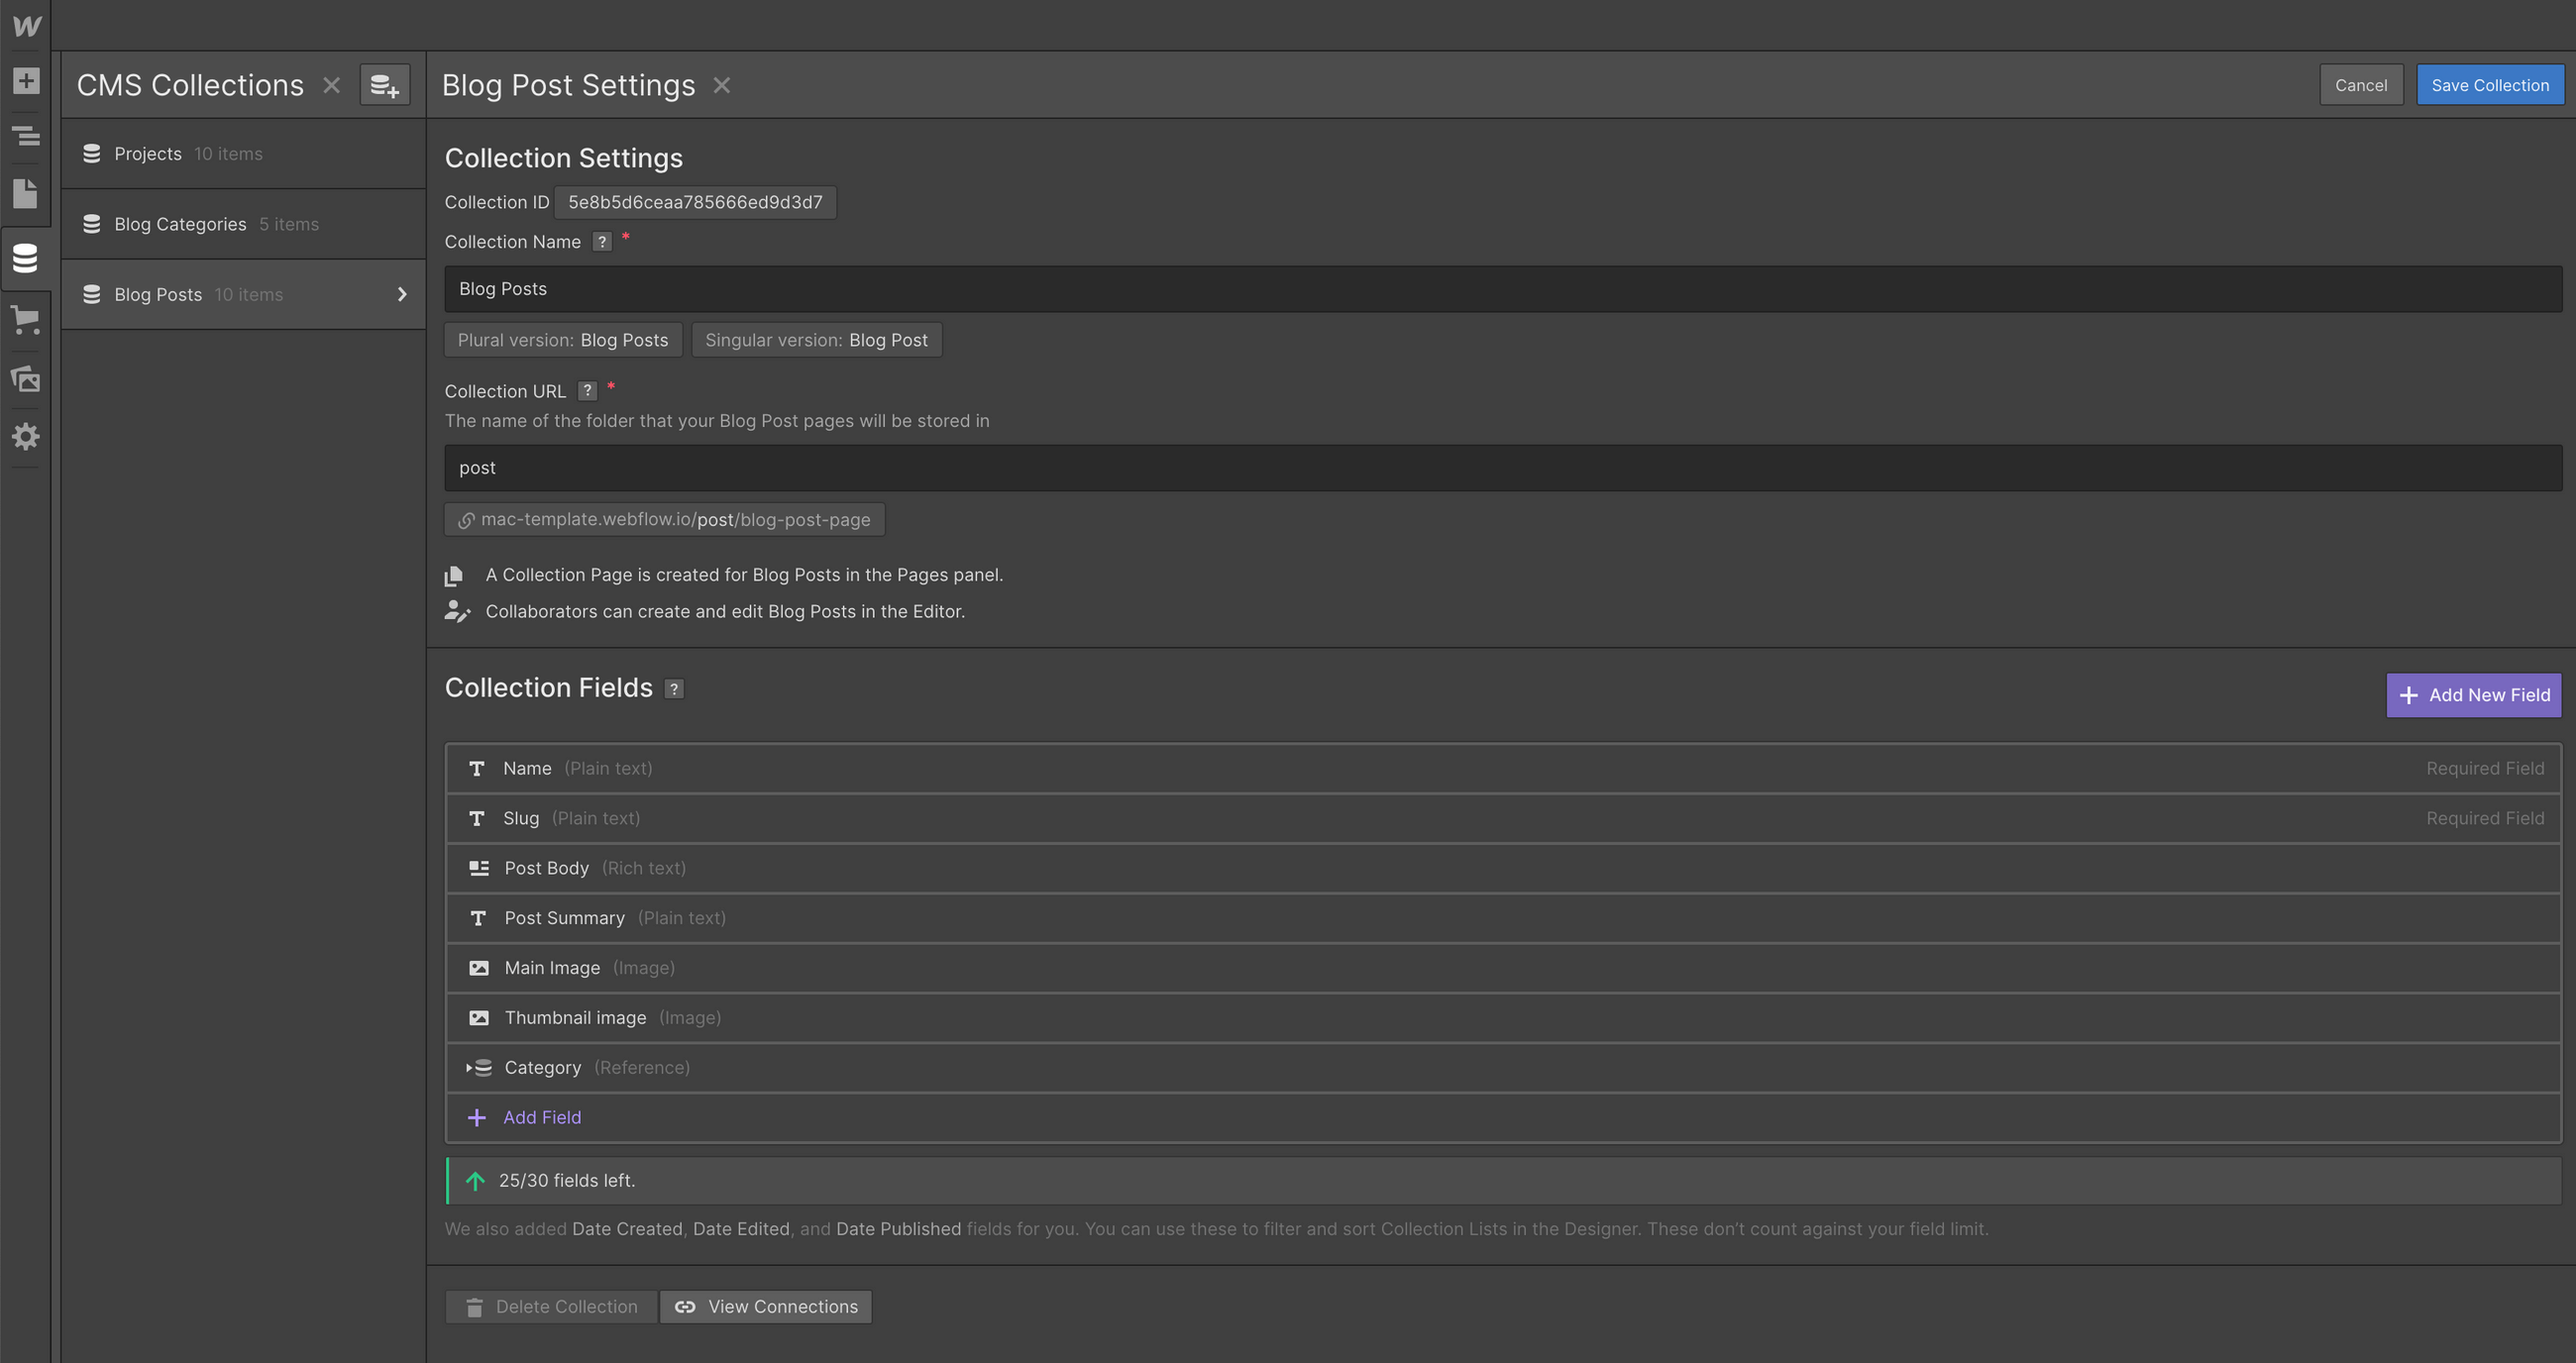 CMS Collections
Projects 10 items
Blog Categories 5 items
Blog Posts 10 items
Blog Post Settings
Cancel
Save Collection
Collection Settings
Collection ID 5e8b5d6ceaa785666ed9d3d7
Collection Name ? *
Blog Posts
Plural version: Blog Posts Singular version: Blog Post
Collection URL ? *
The name of the folder that your Blog Post pages will be stored in
post
mac-template.webflow.io/post/blog-post-page
A Collection Page is created for Blog Posts in the Pages panel.
Collaborators can create and edit Blog Posts in the Editor.
Collection Fields ?
+ Add New Field
Name (Plain text) Required Field
Slug (Plain text) Required Field
Post Body (Rich text)
Post Summary (Plain text)
Main Image (Image)
Thumbnail image (Image)
Category (Reference)
+ Add Field
25/30 fields left.
We also added Date Created, Date Edited, and Date Published fields for you. You can use these to filter and sort Collection Lists in the Designer. These don’t count against your field limit.
Delete Collection View Connections